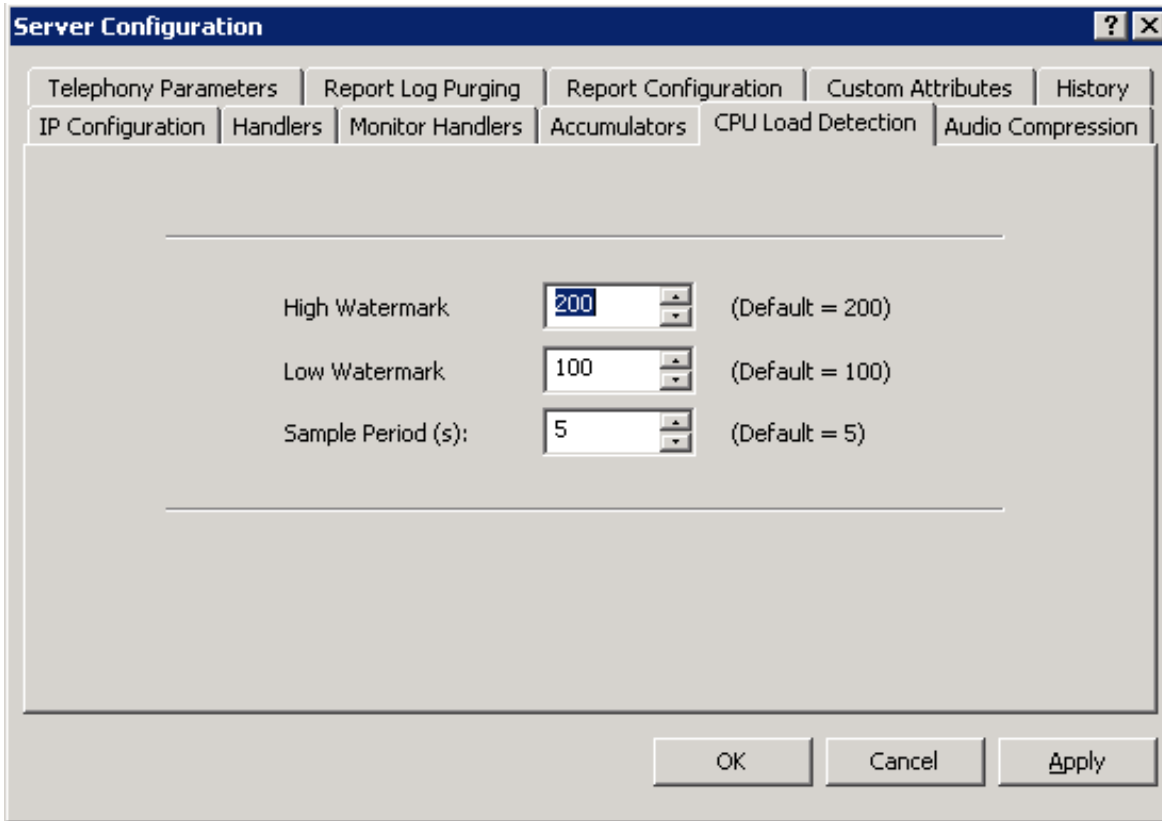 Server Configuration
Telephony Parameters Report Log Purging Report Configuration Custom Attributes History
IP Configuration Handlers Monitor Handlers Accumulators CPU Load Detection Audio Compression
High Watermark 200 (Default = 200)
Low Watermark 100 (Default = 100)
Sample Period (s): 5 (Default = 5)
OK Cancel Apply